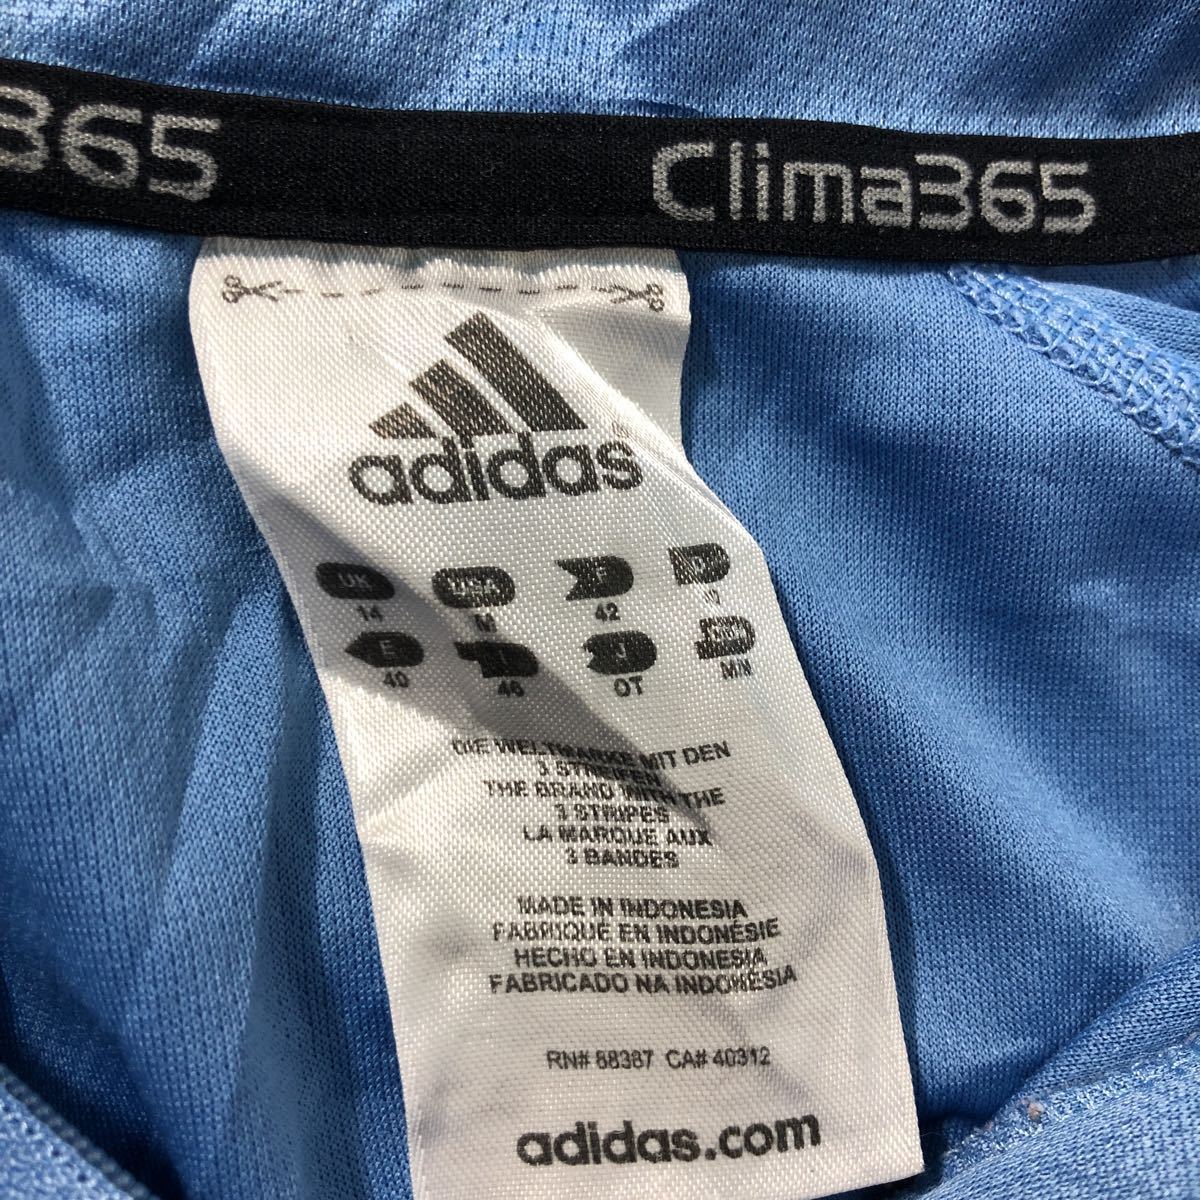 365
Clima365
adidas
UK USA F D
14 M 42
E I J
40 46 OT M/M
DIE WELTMARKE MIT DEN
3 STREIFEN
THE BRAND WITH THE
3 STRIPES
LA MARQUE AUX
3 BANDES
MADE IN INDONESIA
FABRIQUÉ EN INDONÉSIE
HECHO EN INDONESIA
FABRICADO NA INDONÉSIA
RN# 88387 CA# 40312
adidas.com